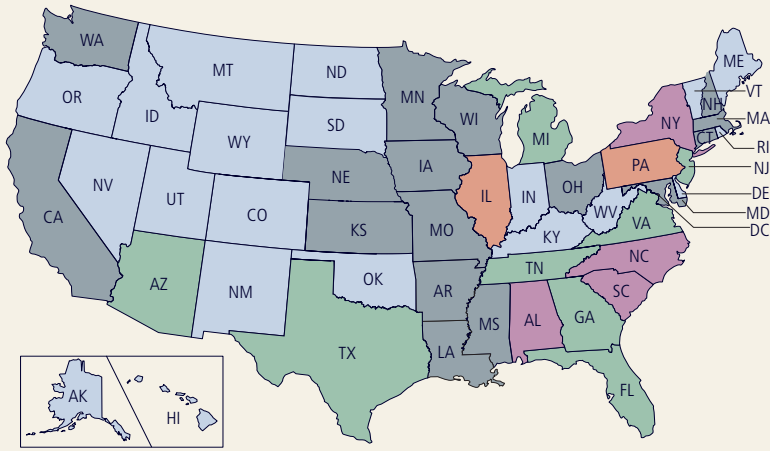 WA
OR
CA
ID
NV
MT
WY
UT
AZ
CO
NM
ND
SD
NE
KS
OK
TX
MN
IA
MO
AR
LA
WI
IL
MS
MI
IN
KY
TN
AL
OH
WV
GA
FL
SC
NC
VA
PA
NY
ME
VT
NH
MA
CT
RI
NJ
DE
MD
DC
AK
HI